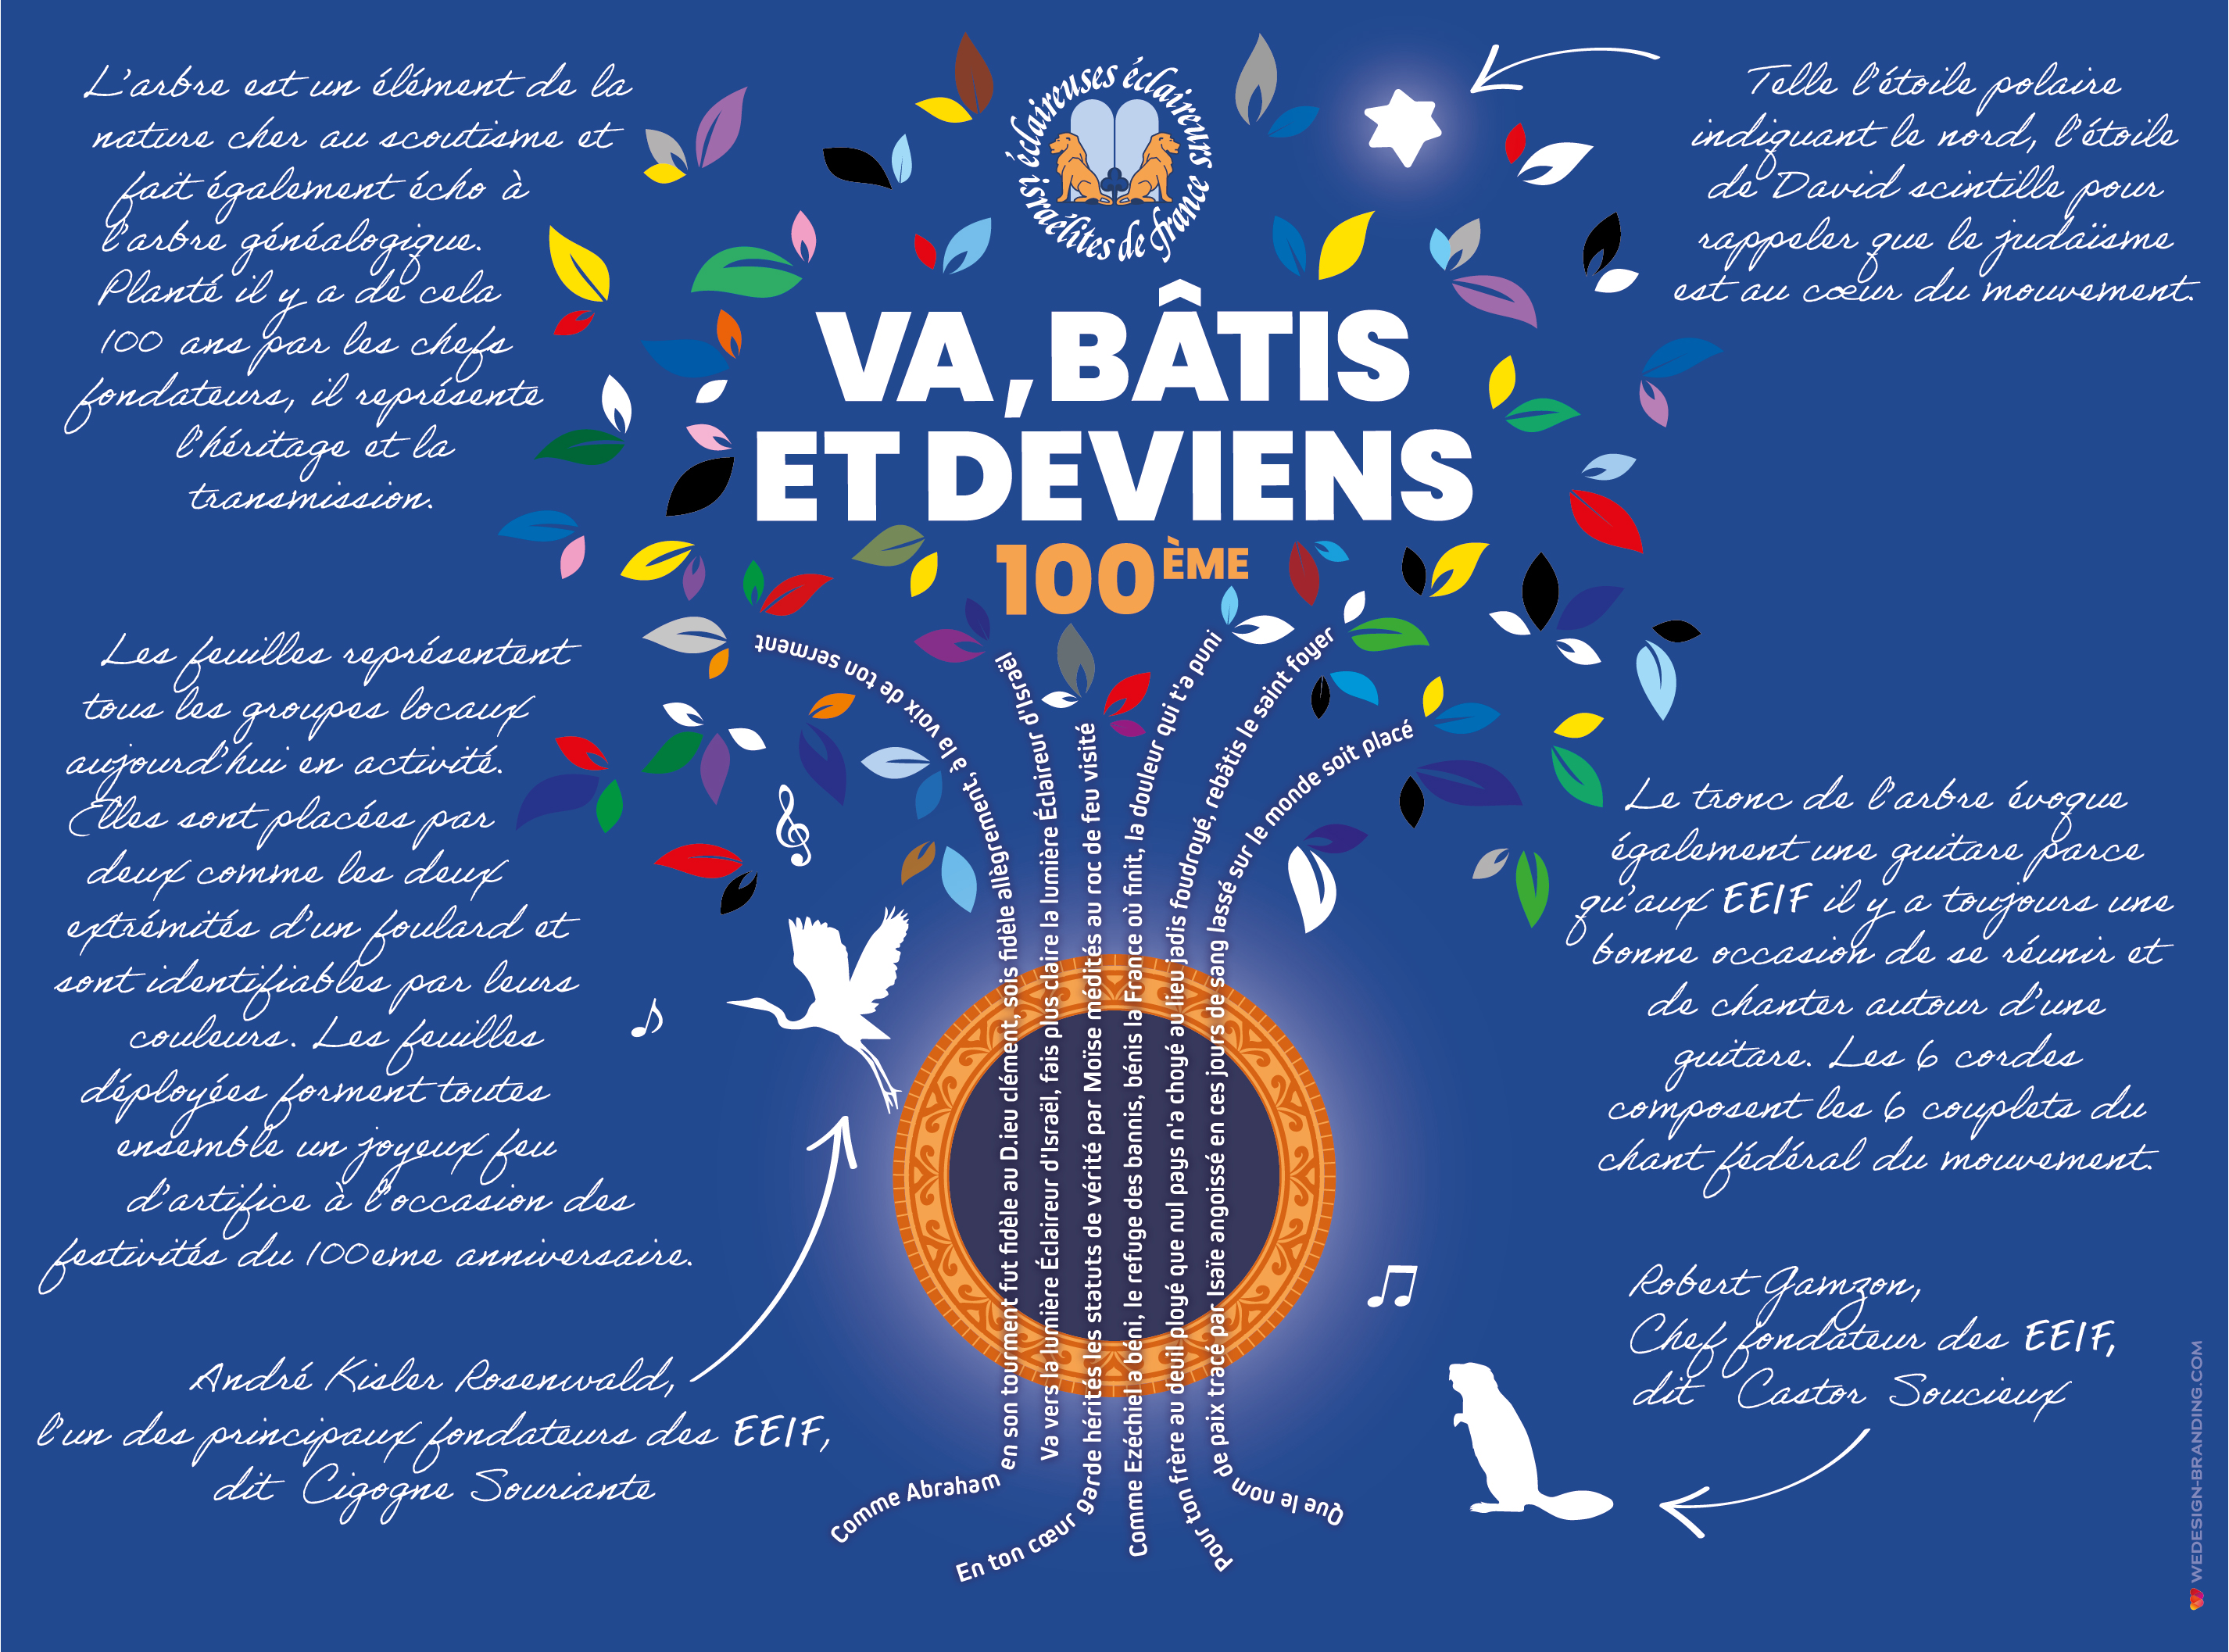 L'arbre est un élément de la
nature cher au scoutisme et
fait également écho à
l'arbre généalogique.
Planté il y a de cela
100 ans par les chefs
fondateurs, il représente
l'héritage et la
transmission.
éclaireuses éclaireurs
israélites de france
Telle l'étoile polaire
indiquant le nord, l'étoile
de David scintille pour
rappeler que le judaïsme
est au cœur du mouvement.
VA, BÂTIS
ET DEVIENS
100ÈME
Les feuilles représentent
tous les groupes locaux
aujourd'hui en activité.
Elles sont placées par
deux comme les deux
extrémités d'un foulard et
sont identifiables par leurs
couleurs. Les feuilles
déployées forment toutes
ensemble un joyeux feu
d'artifice à l'occasion des
festivités du 100eme anniversaire.
Comme Abraham en son tourment fut fidèle au D.ieu clément, sois fidèle allègrement, à la voix de ton serment
Va vers la lumière Éclaireur d'Israël, fais plus claire la lumière Éclaireur d'Israël
En ton cœur garde hérités les statuts de vérité par Moïse médités au roc de feu visité
Comme Ezéchiel a béni, le refuge des bannis, bénis la France où finit, la douleur qui t'a puni
Pour ton frère au deuil ployé que nul pays n'a choyé au lieu jadis foudroyé, rebâtis le saint foyer
Que le nom de paix tracé par Isaïe angoissé en ces jours de sang lassé sur le monde soit placé
Le tronc de l'arbre évoque
également une guitare parce
qu'aux EEIF il y a toujours une
bonne occasion de se réunir et
de chanter autour d'une
guitare. Les 6 cordes
composent les 6 couplets du
chant fédéral du mouvement.
André Kisler Rosenwald,
l'un des principaux fondateurs des EEIF,
dit Cigogne Souriante
Robert Gamzon,
Chef fondateur des EEIF,
dit Castor Soucieux
WEDESIGN-BRANDING.COM